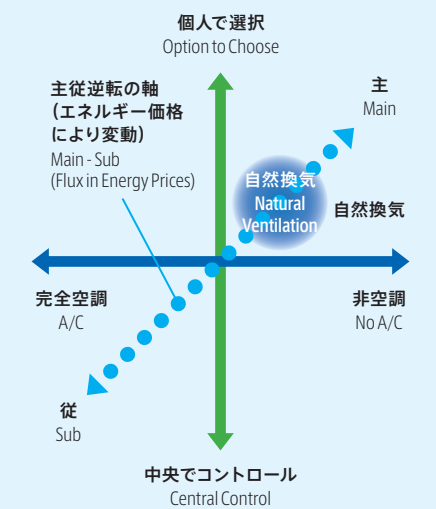 個人で選択
Option to Choose
主従逆転の軸
（エネルギー価格
により変動）
Main - Sub
(Flux in Energy Prices)
主
Main
自然換気
Natural
Ventilation
自然換気
完全空調
A/C
非空調
No A/C
従
Sub
中央でコントロール
Central Control